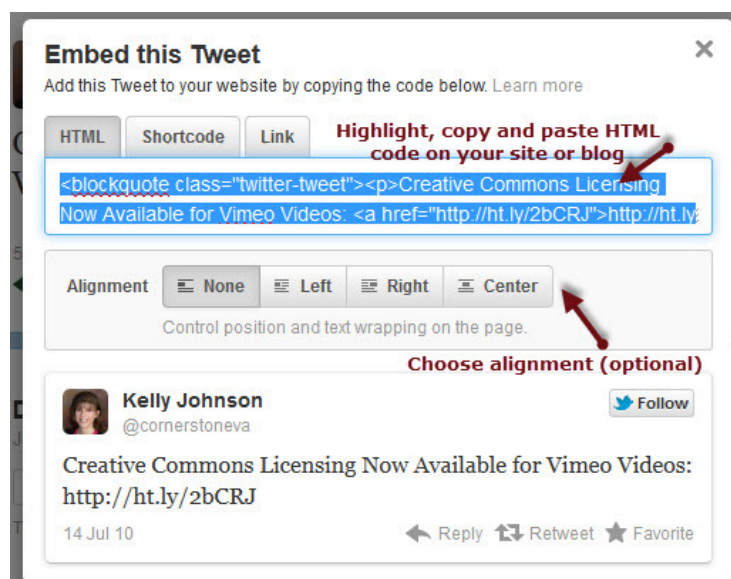 Embed this Tweet
Add this Tweet to your website by copying the code below. Learn more
HTML Shortcode Link
Highlight, copy and paste HTML
code on your site or blog
<blockquote class="twitter-tweet"><p>Creative Commons Licensing
Now Available for Vimeo Videos: <a href="http://ht.ly/2bCRJ">http://ht.ly
Alignment None Left Right Center
Control position and text wrapping on the page.
Choose alignment (optional)
Kelly Johnson
Follow
@cornerstoneva
Creative Commons Licensing Now Available for Vimeo Videos:
http://ht.ly/2bCRJ
14 Jul 10 Reply Retweet Favorite